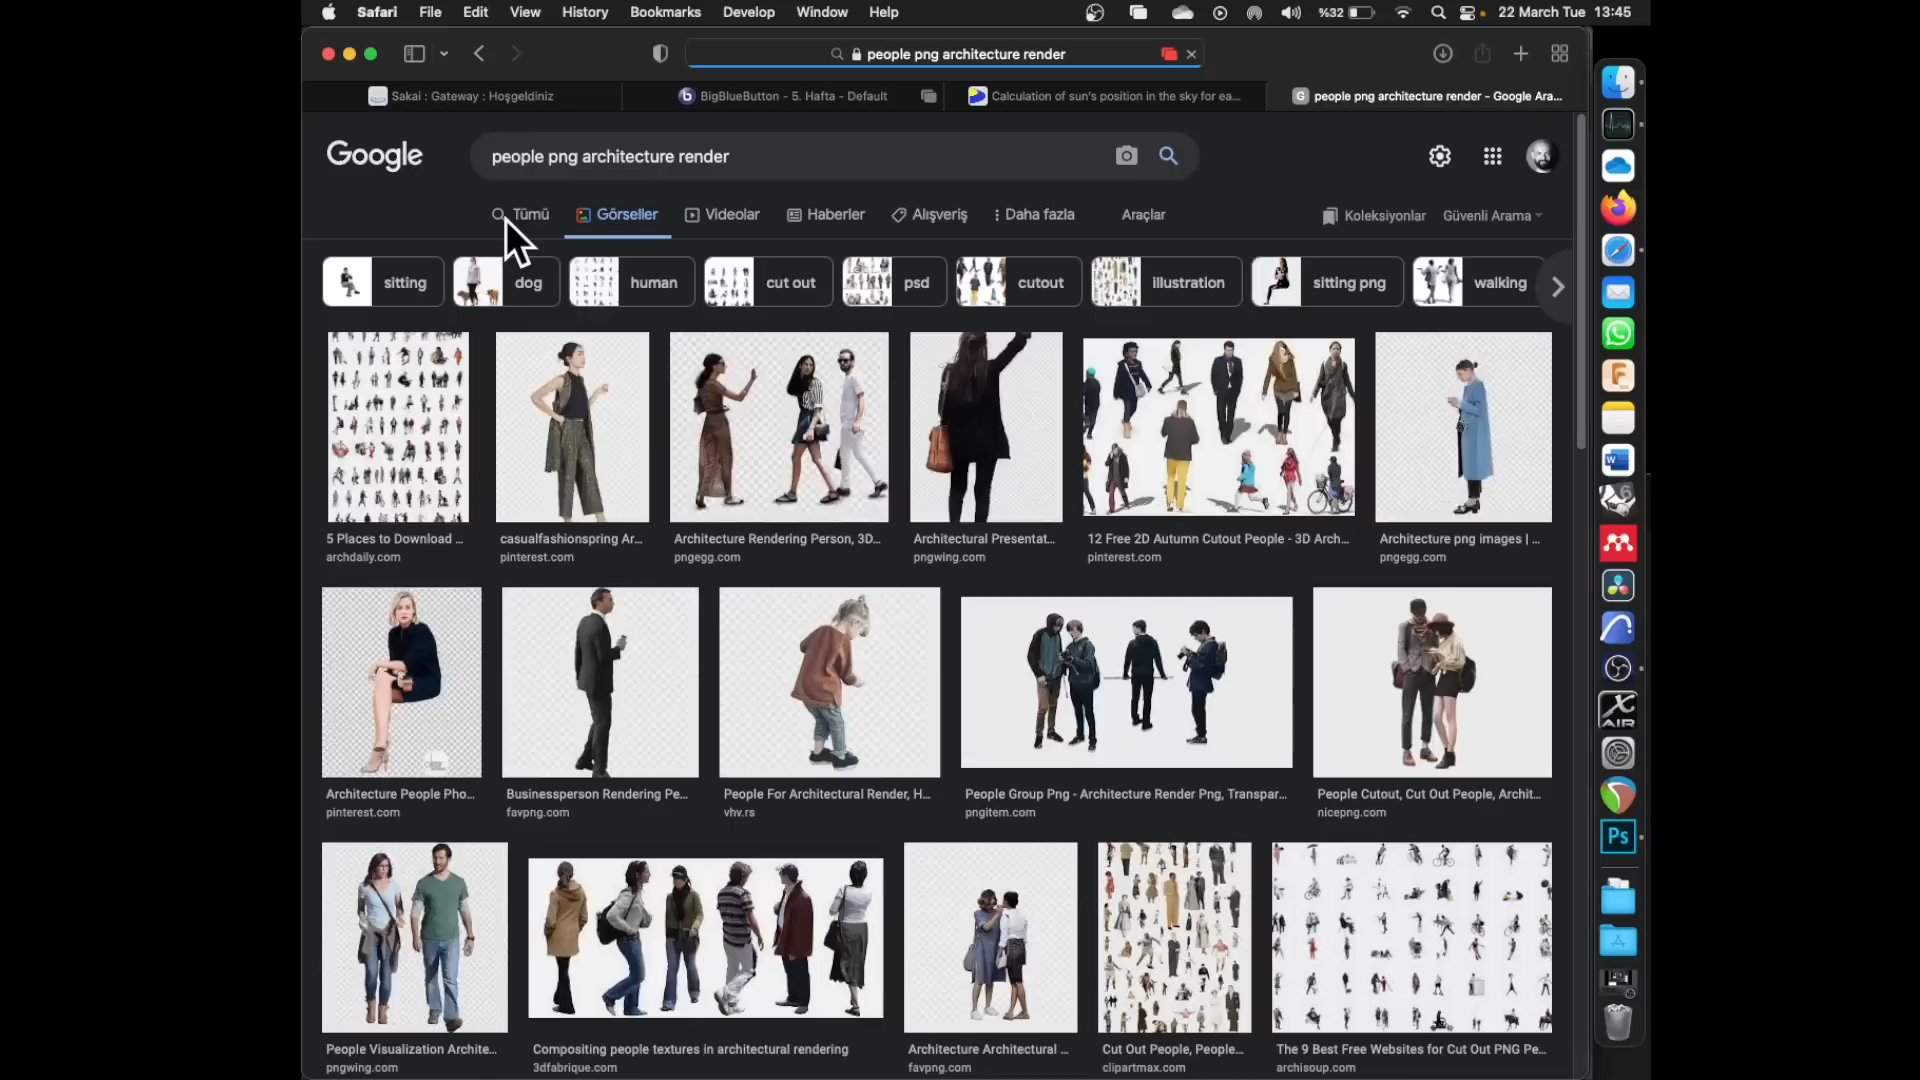 Safari File Edit View History Bookmarks Develop Window Help %32 22 March Tue 13:45
people png architecture render
Sakai : Gateway : Hoşgeldiniz
BigBlueButton - 5. Hafta - Default
Calculation of sun's position in the sky for ea...
G people png architecture render - Google Ara...
Google
people png architecture render
Tümü Görseller Videolar Haberler Alışveriş Daha fazla Araçlar Koleksiyonlar Güvenli Arama
sitting dog human cut out psd cutout illustration sitting png walking
5 Places to Download ...
archdaily.com
casualfashionspring Ar...
pinterest.com
Architecture Rendering Person, 3D...
pngegg.com
Architectural Presentat...
pngwing.com
12 Free 2D Autumn Cutout People - 3D Arch...
pinterest.com
Architecture png images | ...
pngegg.com
Architecture People Pho...
pinterest.com
Businessperson Rendering Pe...
favpng.com
People For Architectural Render, H...
vhv.rs
People Group Png - Architecture Render Png, Transpar...
pngitem.com
People Cutout, Cut Out People, Archit...
nicepng.com
People Visualization Archite...
pngwing.com
Compositing people textures in architectural rendering
3dfabrique.com
Architecture Architectural ...
favpng.com
Cut Out People, People...
clipartmax.com
The 9 Best Free Websites for Cut Out PNG Pe...
archisoup.com
F
W
6
X
AIR
Ps